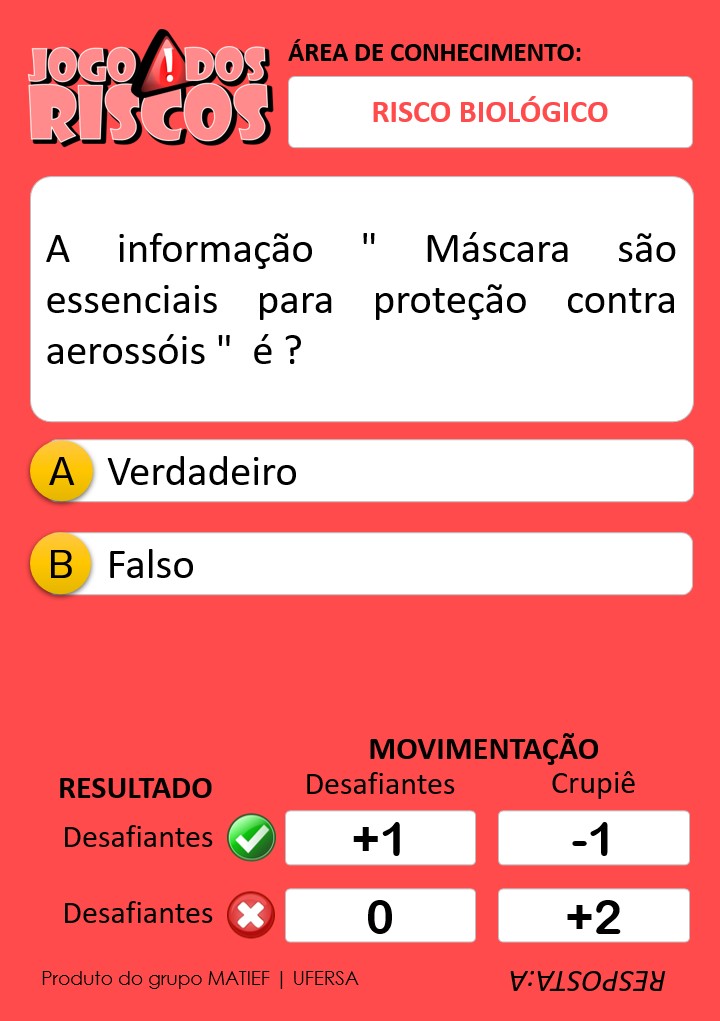 JOGO DOS
RISCOS
ÁREA DE CONHECIMENTO:
RISCO BIOLÓGICO
A informação " Máscara são
essenciais para proteção contra
aerossóis " é ?
A Verdadeiro
B Falso
MOVIMENTAÇÃO
RESULTADO Desafiantes Crupiê
Desafiantes +1 -1
Desafiantes 0 +2
Produto do grupo MATIEF | UFERSA
RESPOSTA:A